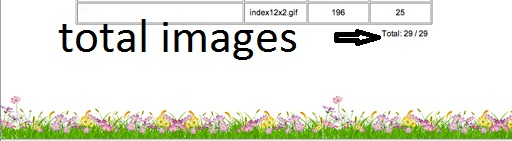 index12x2.gif 196 25
total images Total: 29 / 29